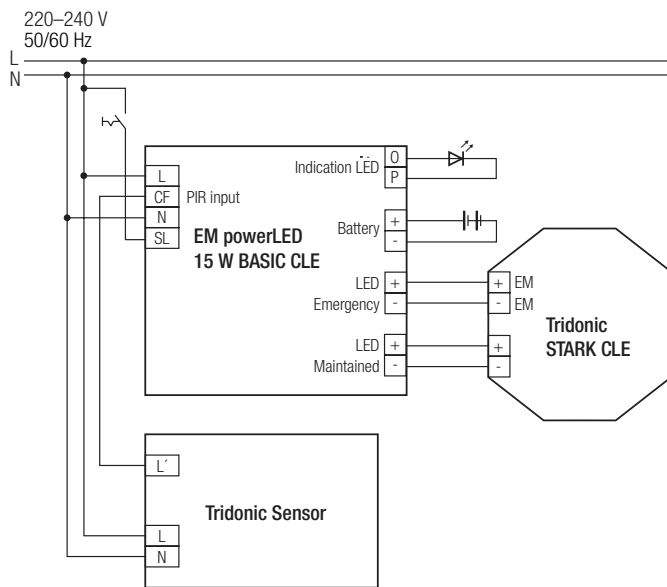 220–240 V
50/60 Hz
L
N
L
CF PIR input
N
SL
EM powerLED
15 W BASIC CLE
Indication LED O
P
Battery +
-
LED +
Emergency -
LED +
Maintained -
+ EM
- EM
+
-
Tridonic
STARK CLE
L´
Tridonic Sensor
L
N